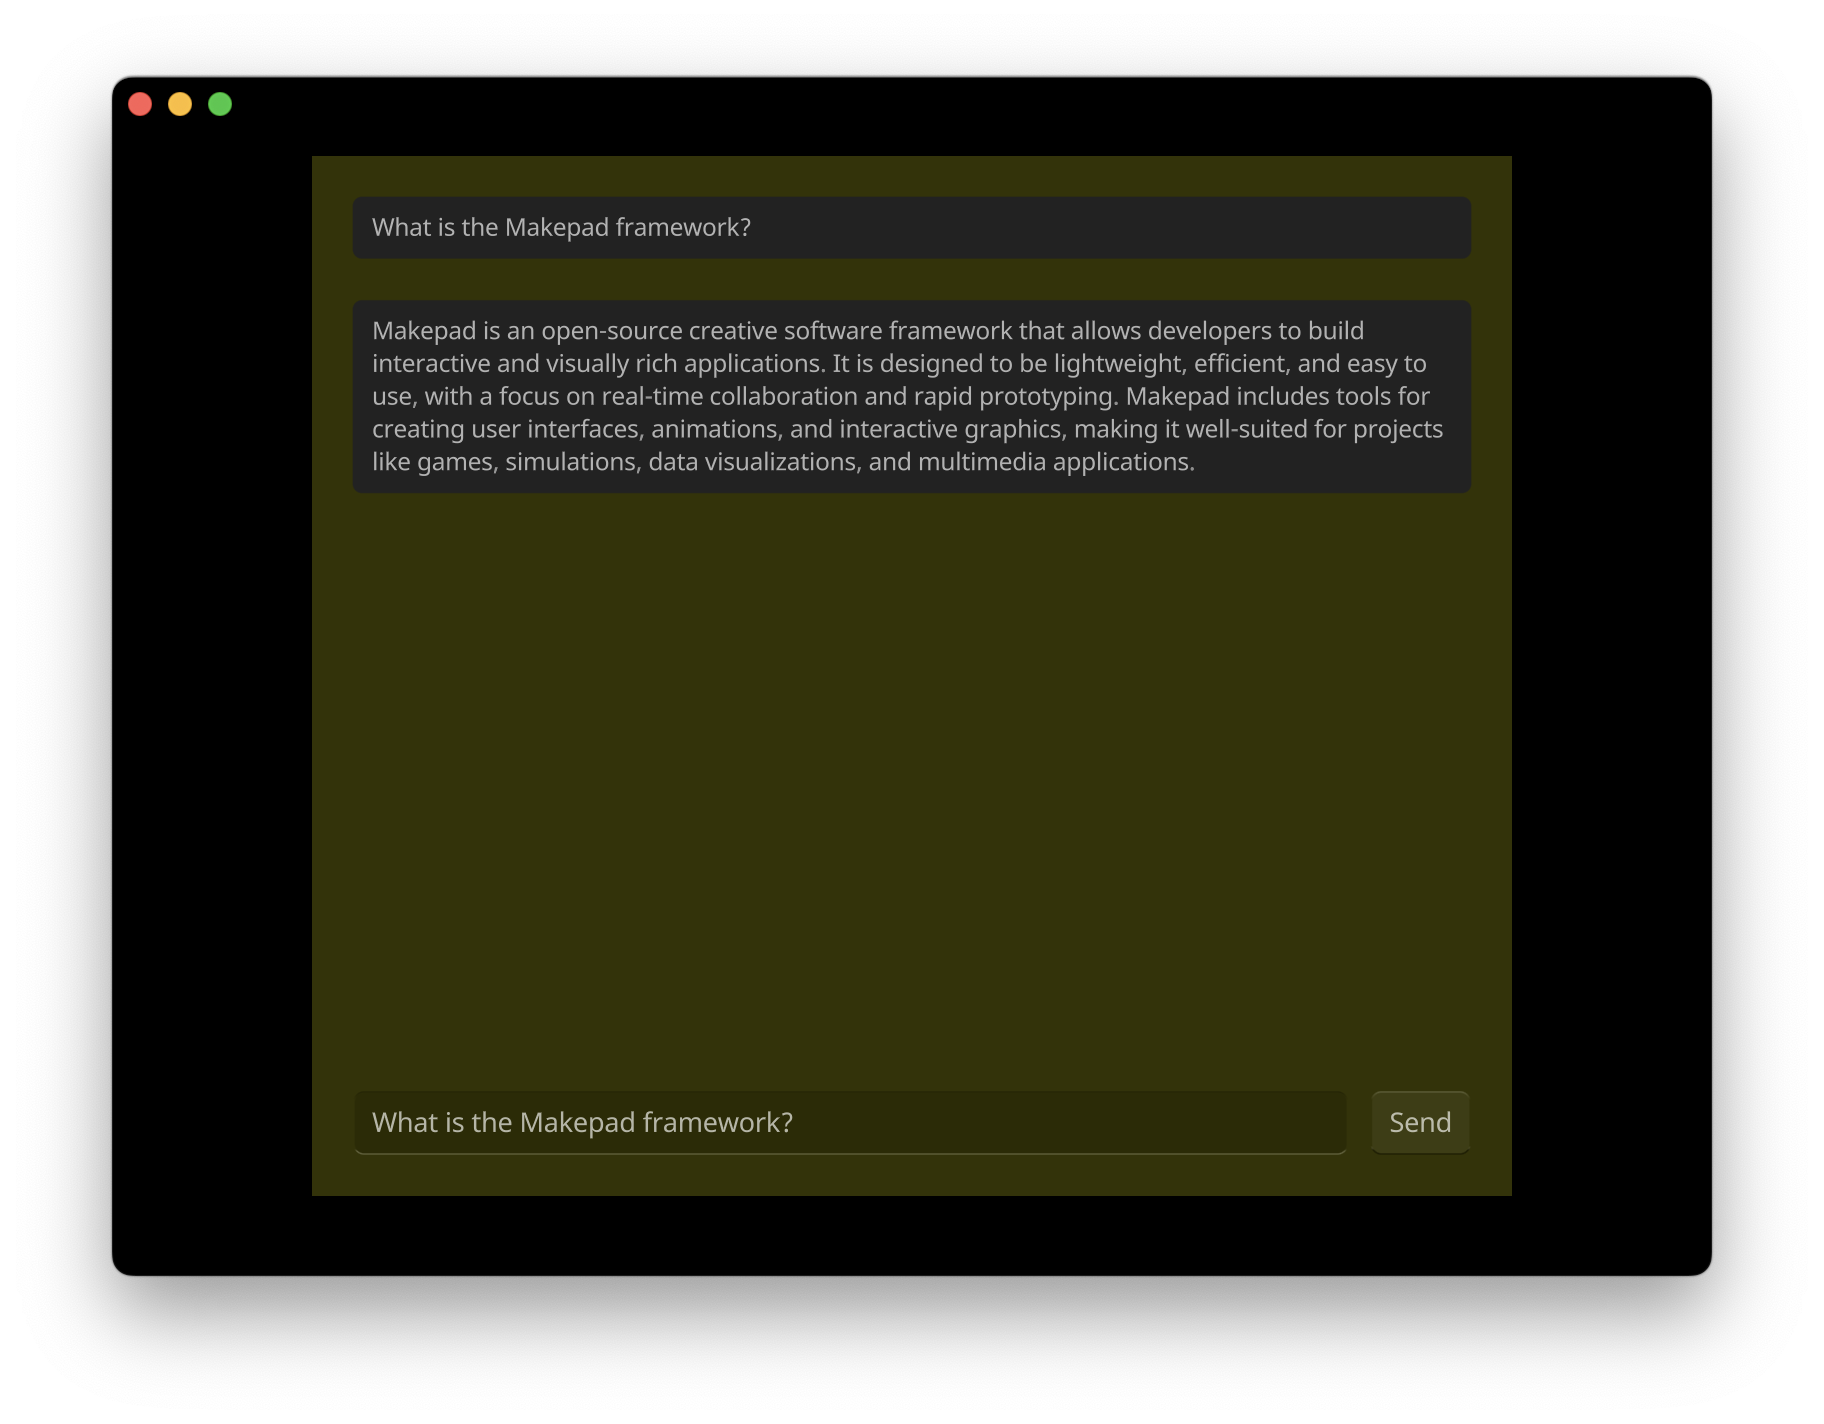 What is the Makepad framework?
Makepad is an open-source creative software framework that allows developers to build
interactive and visually rich applications. It is designed to be lightweight, efficient, and easy to
use, with a focus on real-time collaboration and rapid prototyping. Makepad includes tools for
creating user interfaces, animations, and interactive graphics, making it well-suited for projects
like games, simulations, data visualizations, and multimedia applications.
What is the Makepad framework?
Send